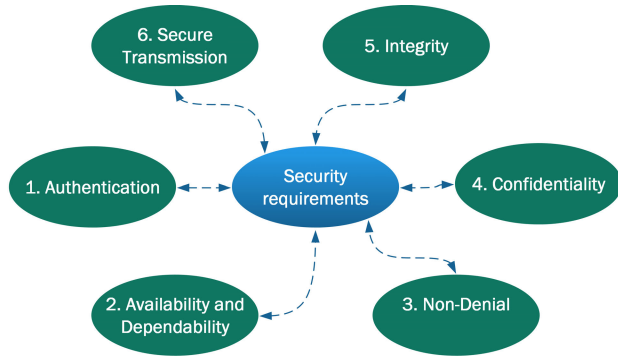 6. Secure
Transmission
5. Integrity
1. Authentication
Security
requirements
4. Confidentiality
2. Availability and
Dependability
3. Non-Denial